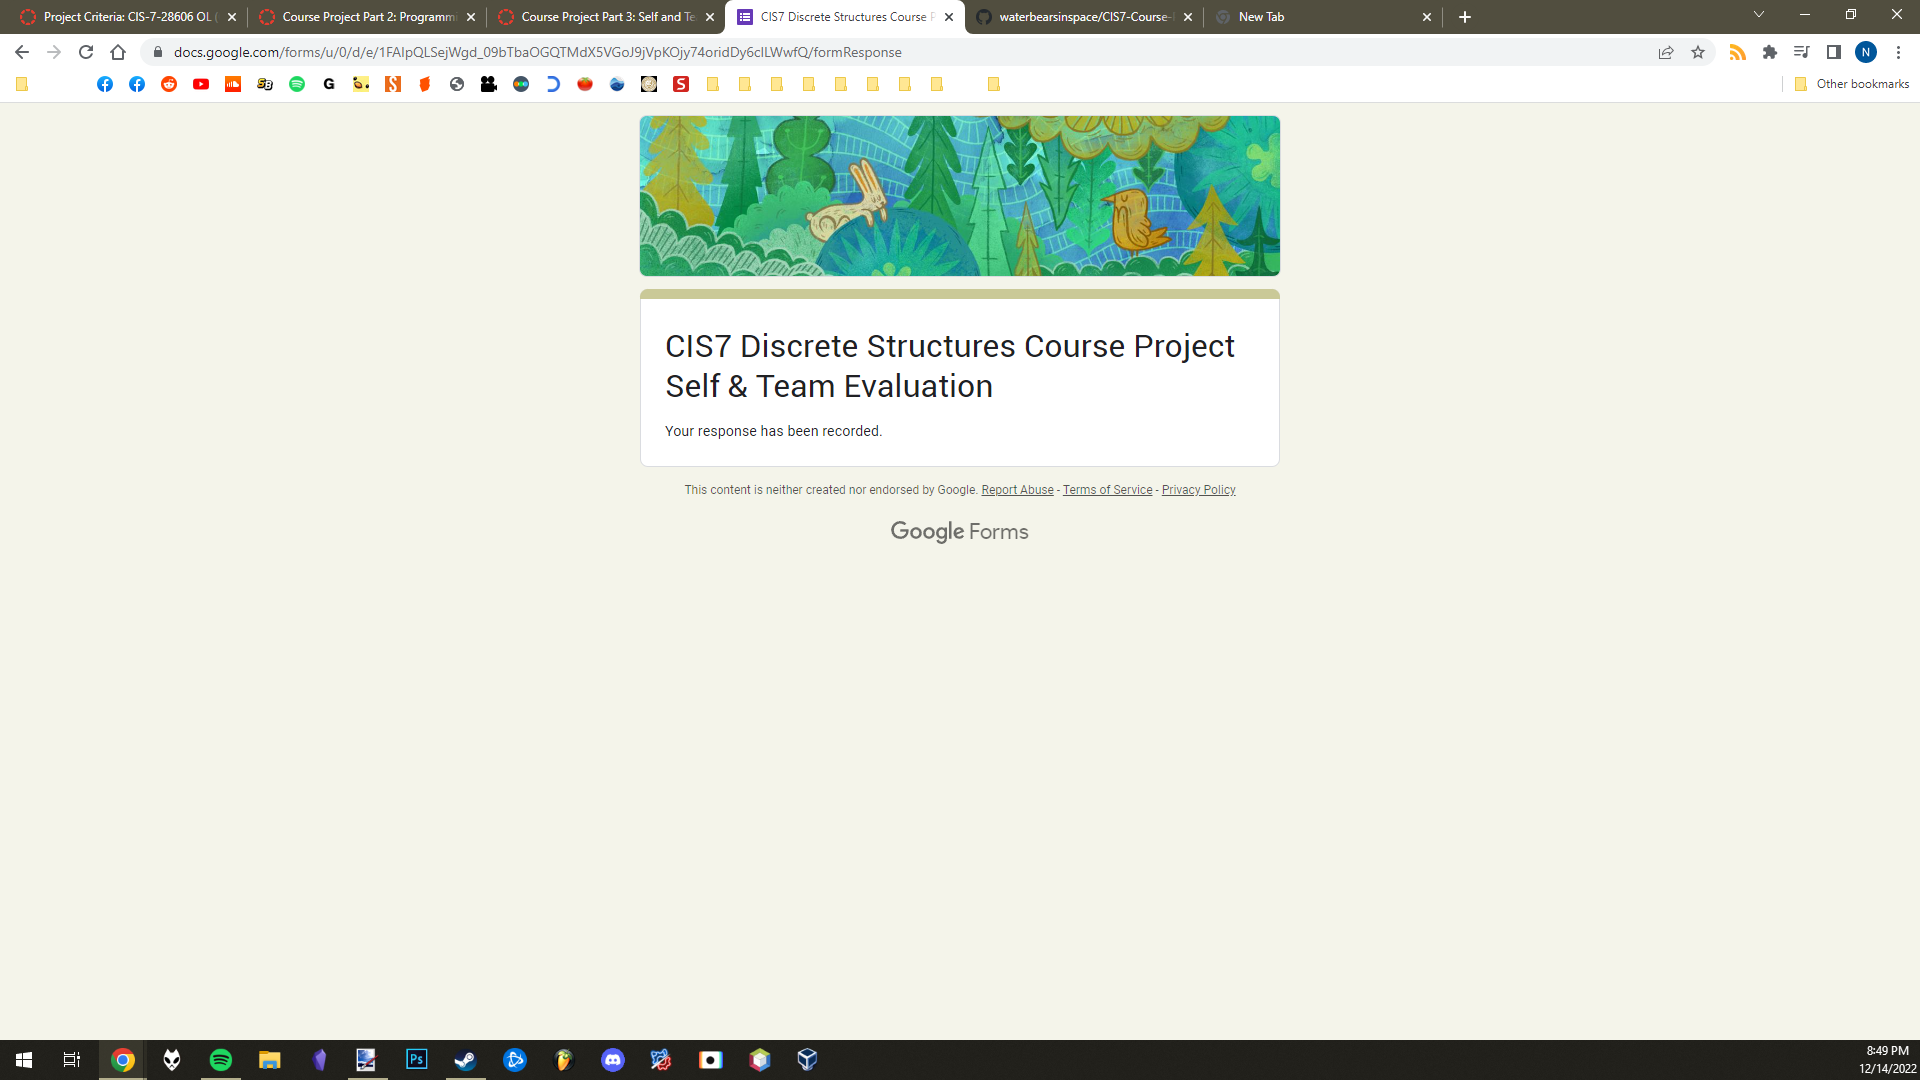 Project Criteria: CIS-7-28606 OL
Course Project Part 2: Programmi
Course Project Part 3: Self and Te
CIS7 Discrete Structures Course P
waterbearsinspace/CIS7-Course-
New Tab
docs.google.com/forms/u/0/d/e/1FAIpQLSejWgd_09bTbaOGQTMdX5VGoJ9jVpKOjy74oridDy6clLWwfQ/formResponse
N
Other bookmarks
CIS7 Discrete Structures Course Project
Self & Team Evaluation
Your response has been recorded.
This content is neither created nor endorsed by Google. Report Abuse - Terms of Service - Privacy Policy
Google Forms
Ps
8:49 PM
12/14/2022